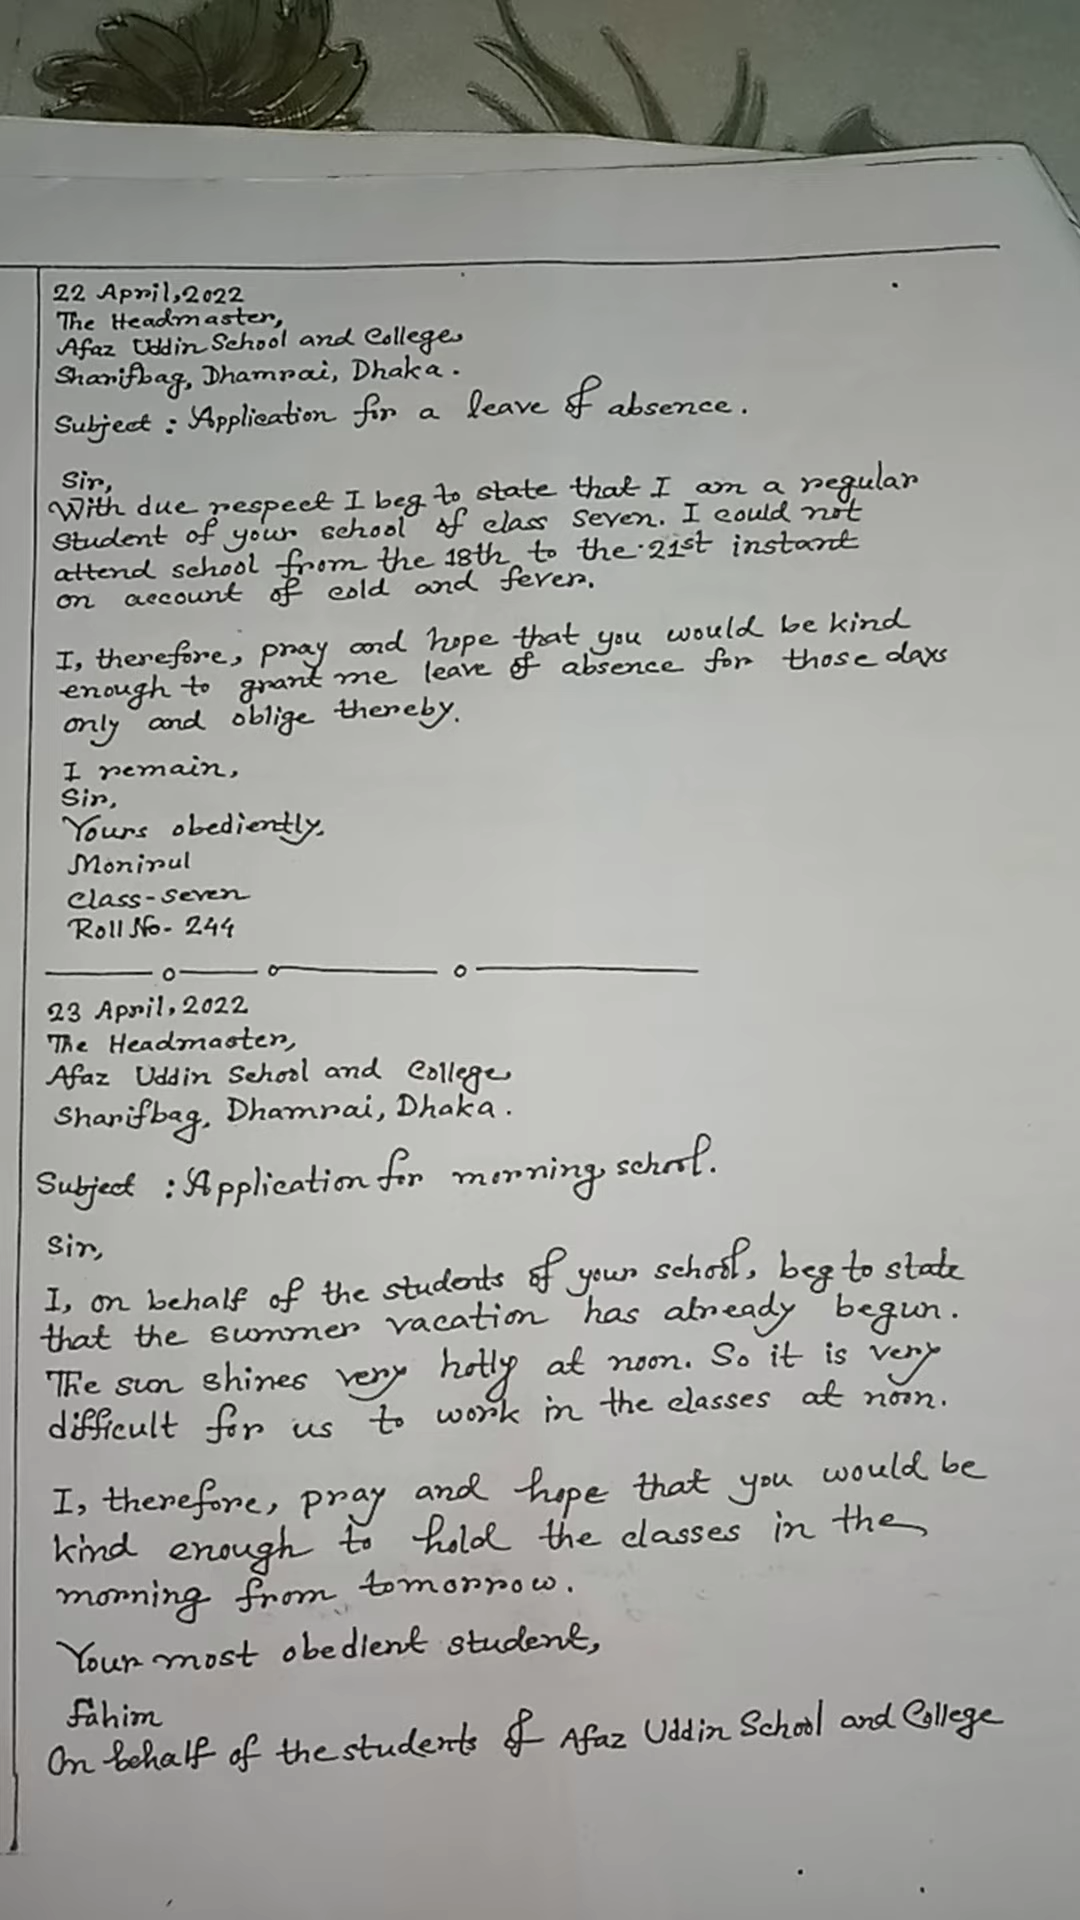 22 April, 2022
The Headmaster,
Afaz Uddin School and College
Sharifbag, Dhamrai, Dhaka.
Subject : Application for a leave of absence.
Sir,
With due respect I beg to state that I am a regular
student of your school of class seven. I could not
attend school from the 18th to the 21st instant
on account of cold and fever.
I, therefore, pray and hope that you would be kind
enough to grant me leave of absence for those days
only and oblige thereby.
I remain,
Sir,
Yours obediently.
Monirul
Class-seven
Roll No- 244
23 April, 2022
The Headmaster,
Afaz Uddin School and College
Sharifbag, Dhamrai, Dhaka.
Subject : Application for morning school.
Sir,
I, on behalf of the students of your school, beg to state
that the summer vacation has already begun.
The sun shines very hotly at noon. So it is very
difficult for us to work in the classes at noon.
I, therefore, pray and hope that you would be
kind enough to hold the classes in the
morning from tomorrow.
Your most obedient student,
Fahim
On behalf of the students of Afaz Uddin School and College